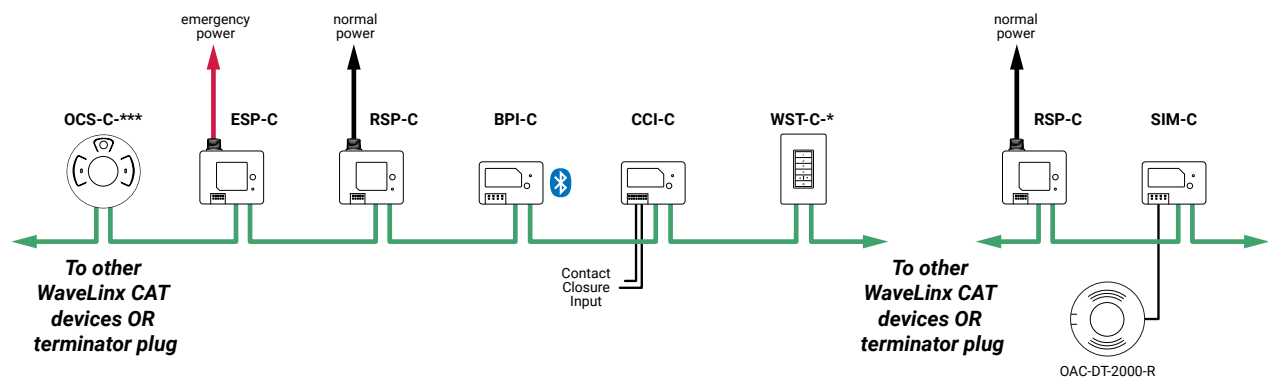 emergency
power
normal
power
normal
power
OCS-C-***
ESP-C
RSP-C
BPI-C
CCI-C
WST-C-*
RSP-C
SIM-C
To other
WaveLinx CAT
devices OR
terminator plug
Contact
Closure
Input
To other
WaveLinx CAT
devices OR
terminator plug
OAC-DT-2000-R